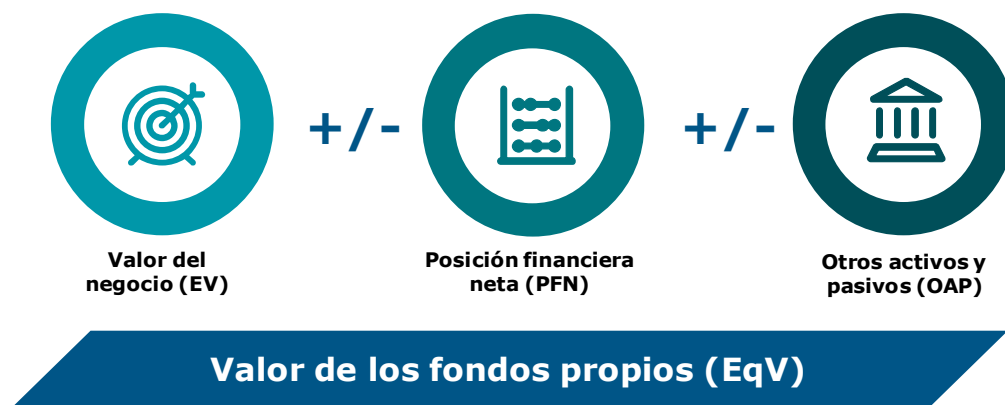 +/-
+/-
Valor del
negocio (EV)
Posición financiera
neta (PFN)
Otros activos y
pasivos (OAP)
Valor de los fondos propios (EqV)